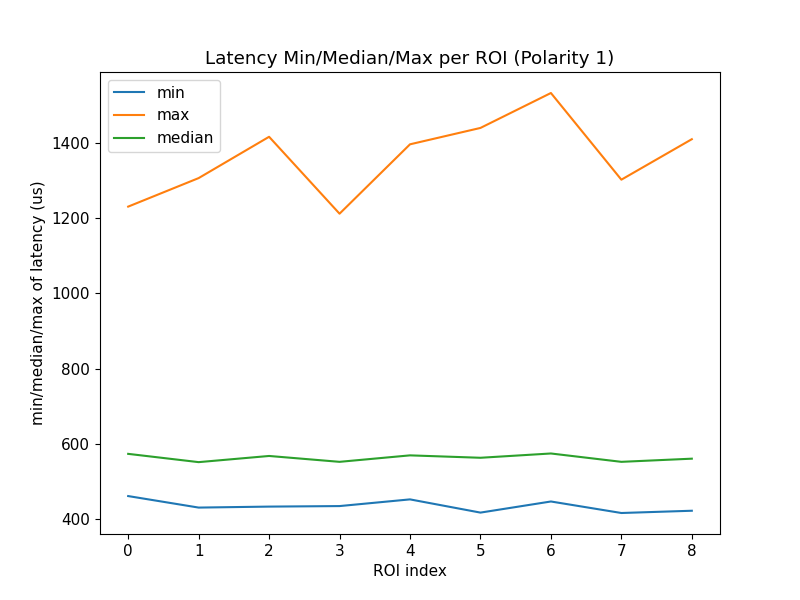 Latency Min/Median/Max per ROI (Polarity 1)
min
max
median
min/median/max of latency (us)
1400
1200
1000
800
600
400
0 1 2 3 4 5 6 7 8
ROI index